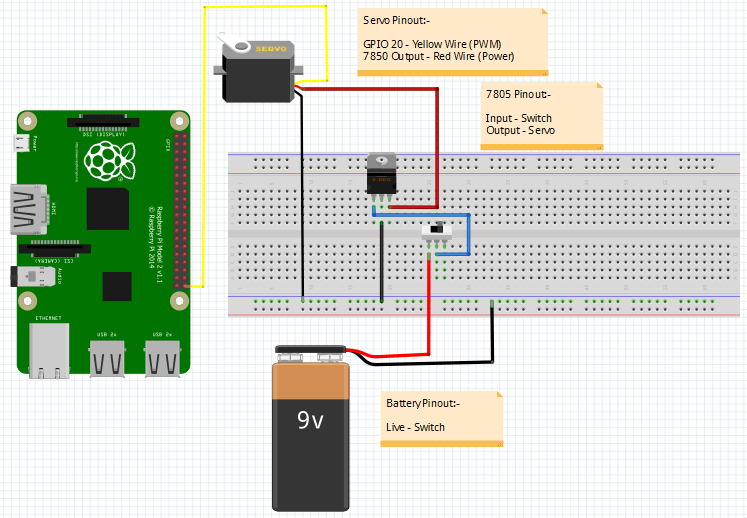 Servo Pinout:-
GPIO 20 - Yellow Wire (PWM)
7850 Output - Red Wire (Power)
SERVO
7805 Pinout:-
Input - Switch
Output - Servo
DSI (DISPLAY)
Power
GPIO
HDMI
Raspberry Pi Model 2 v1.1
© Raspberry Pi 2014
CSI (CAMERA)
Audio
ETHERNET
USB 2x
USB 2x
9v
Battery Pinout:-
Live - Switch